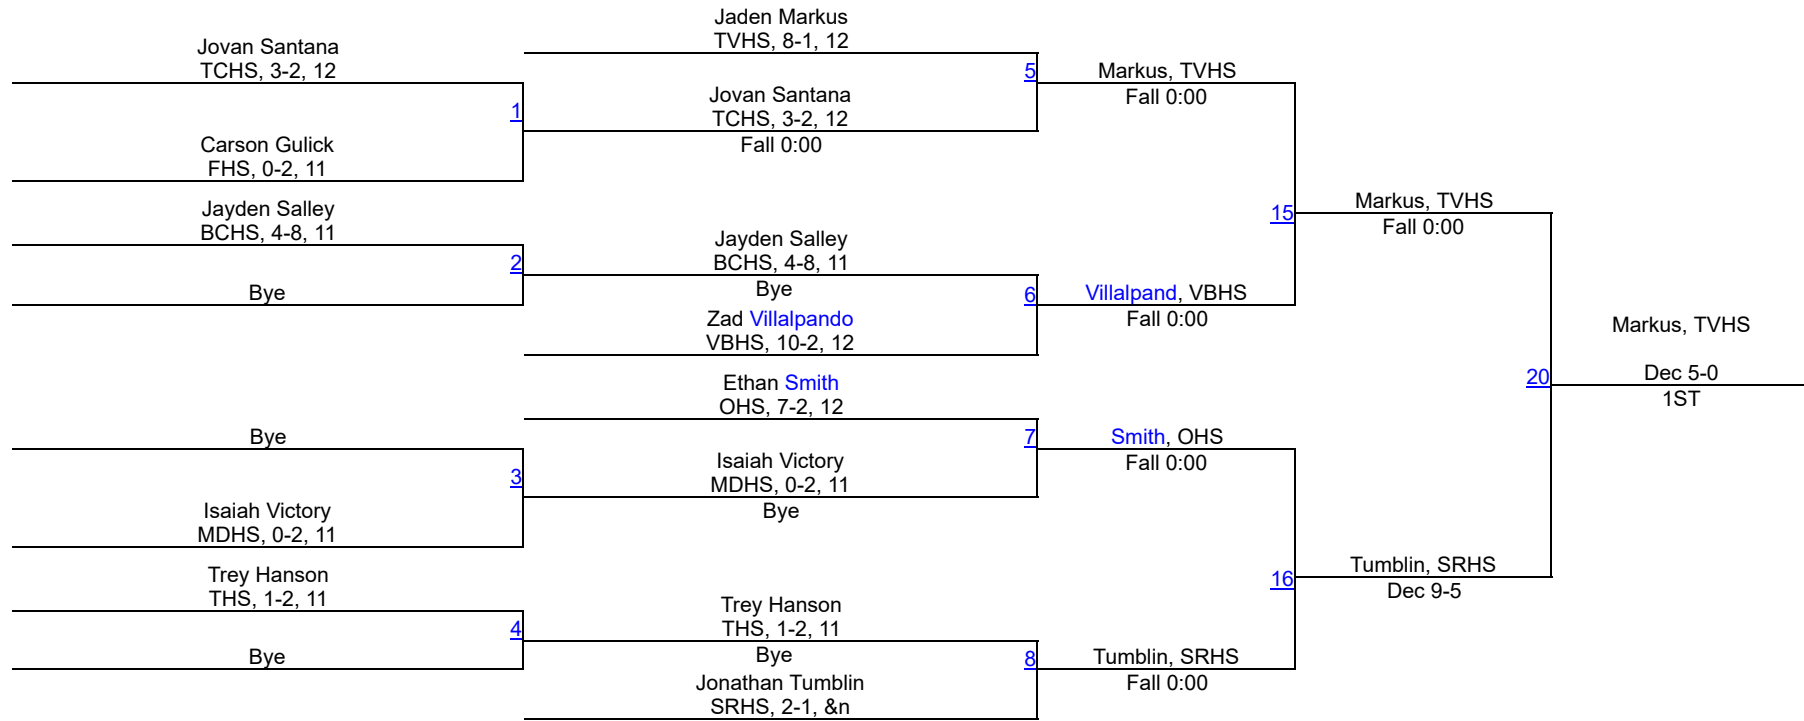 Jovan Santana
TCHS, 3-2, 12
1
Carson Gulick
FHS, 0-2, 11
Jayden Salley
BCHS, 4-8, 11
2
Bye
Bye
3
Isaiah Victory
MDHS, 0-2, 11
Trey Hanson
THS, 1-2, 11
4
Bye
Jaden Markus
TVHS, 8-1, 12
5
Jovan Santana
TCHS, 3-2, 12
Fall 0:00
Jayden Salley
BCHS, 4-8, 11
Bye
6
Zad Villalpando
VBHS, 10-2, 12
Ethan Smith
OHS, 7-2, 12
7
Isaiah Victory
MDHS, 0-2, 11
Bye
Trey Hanson
THS, 1-2, 11
Bye
8
Jonathan Tumblin
SRHS, 2-1, &n
Markus, TVHS
Fall 0:00
15
Villalpand, VBHS
Fall 0:00
Smith, OHS
Fall 0:00
16
Tumblin, SRHS
Fall 0:00
Markus, TVHS
Fall 0:00
20
Tumblin, SRHS
Dec 9-5
Markus, TVHS
Dec 5-0
1ST